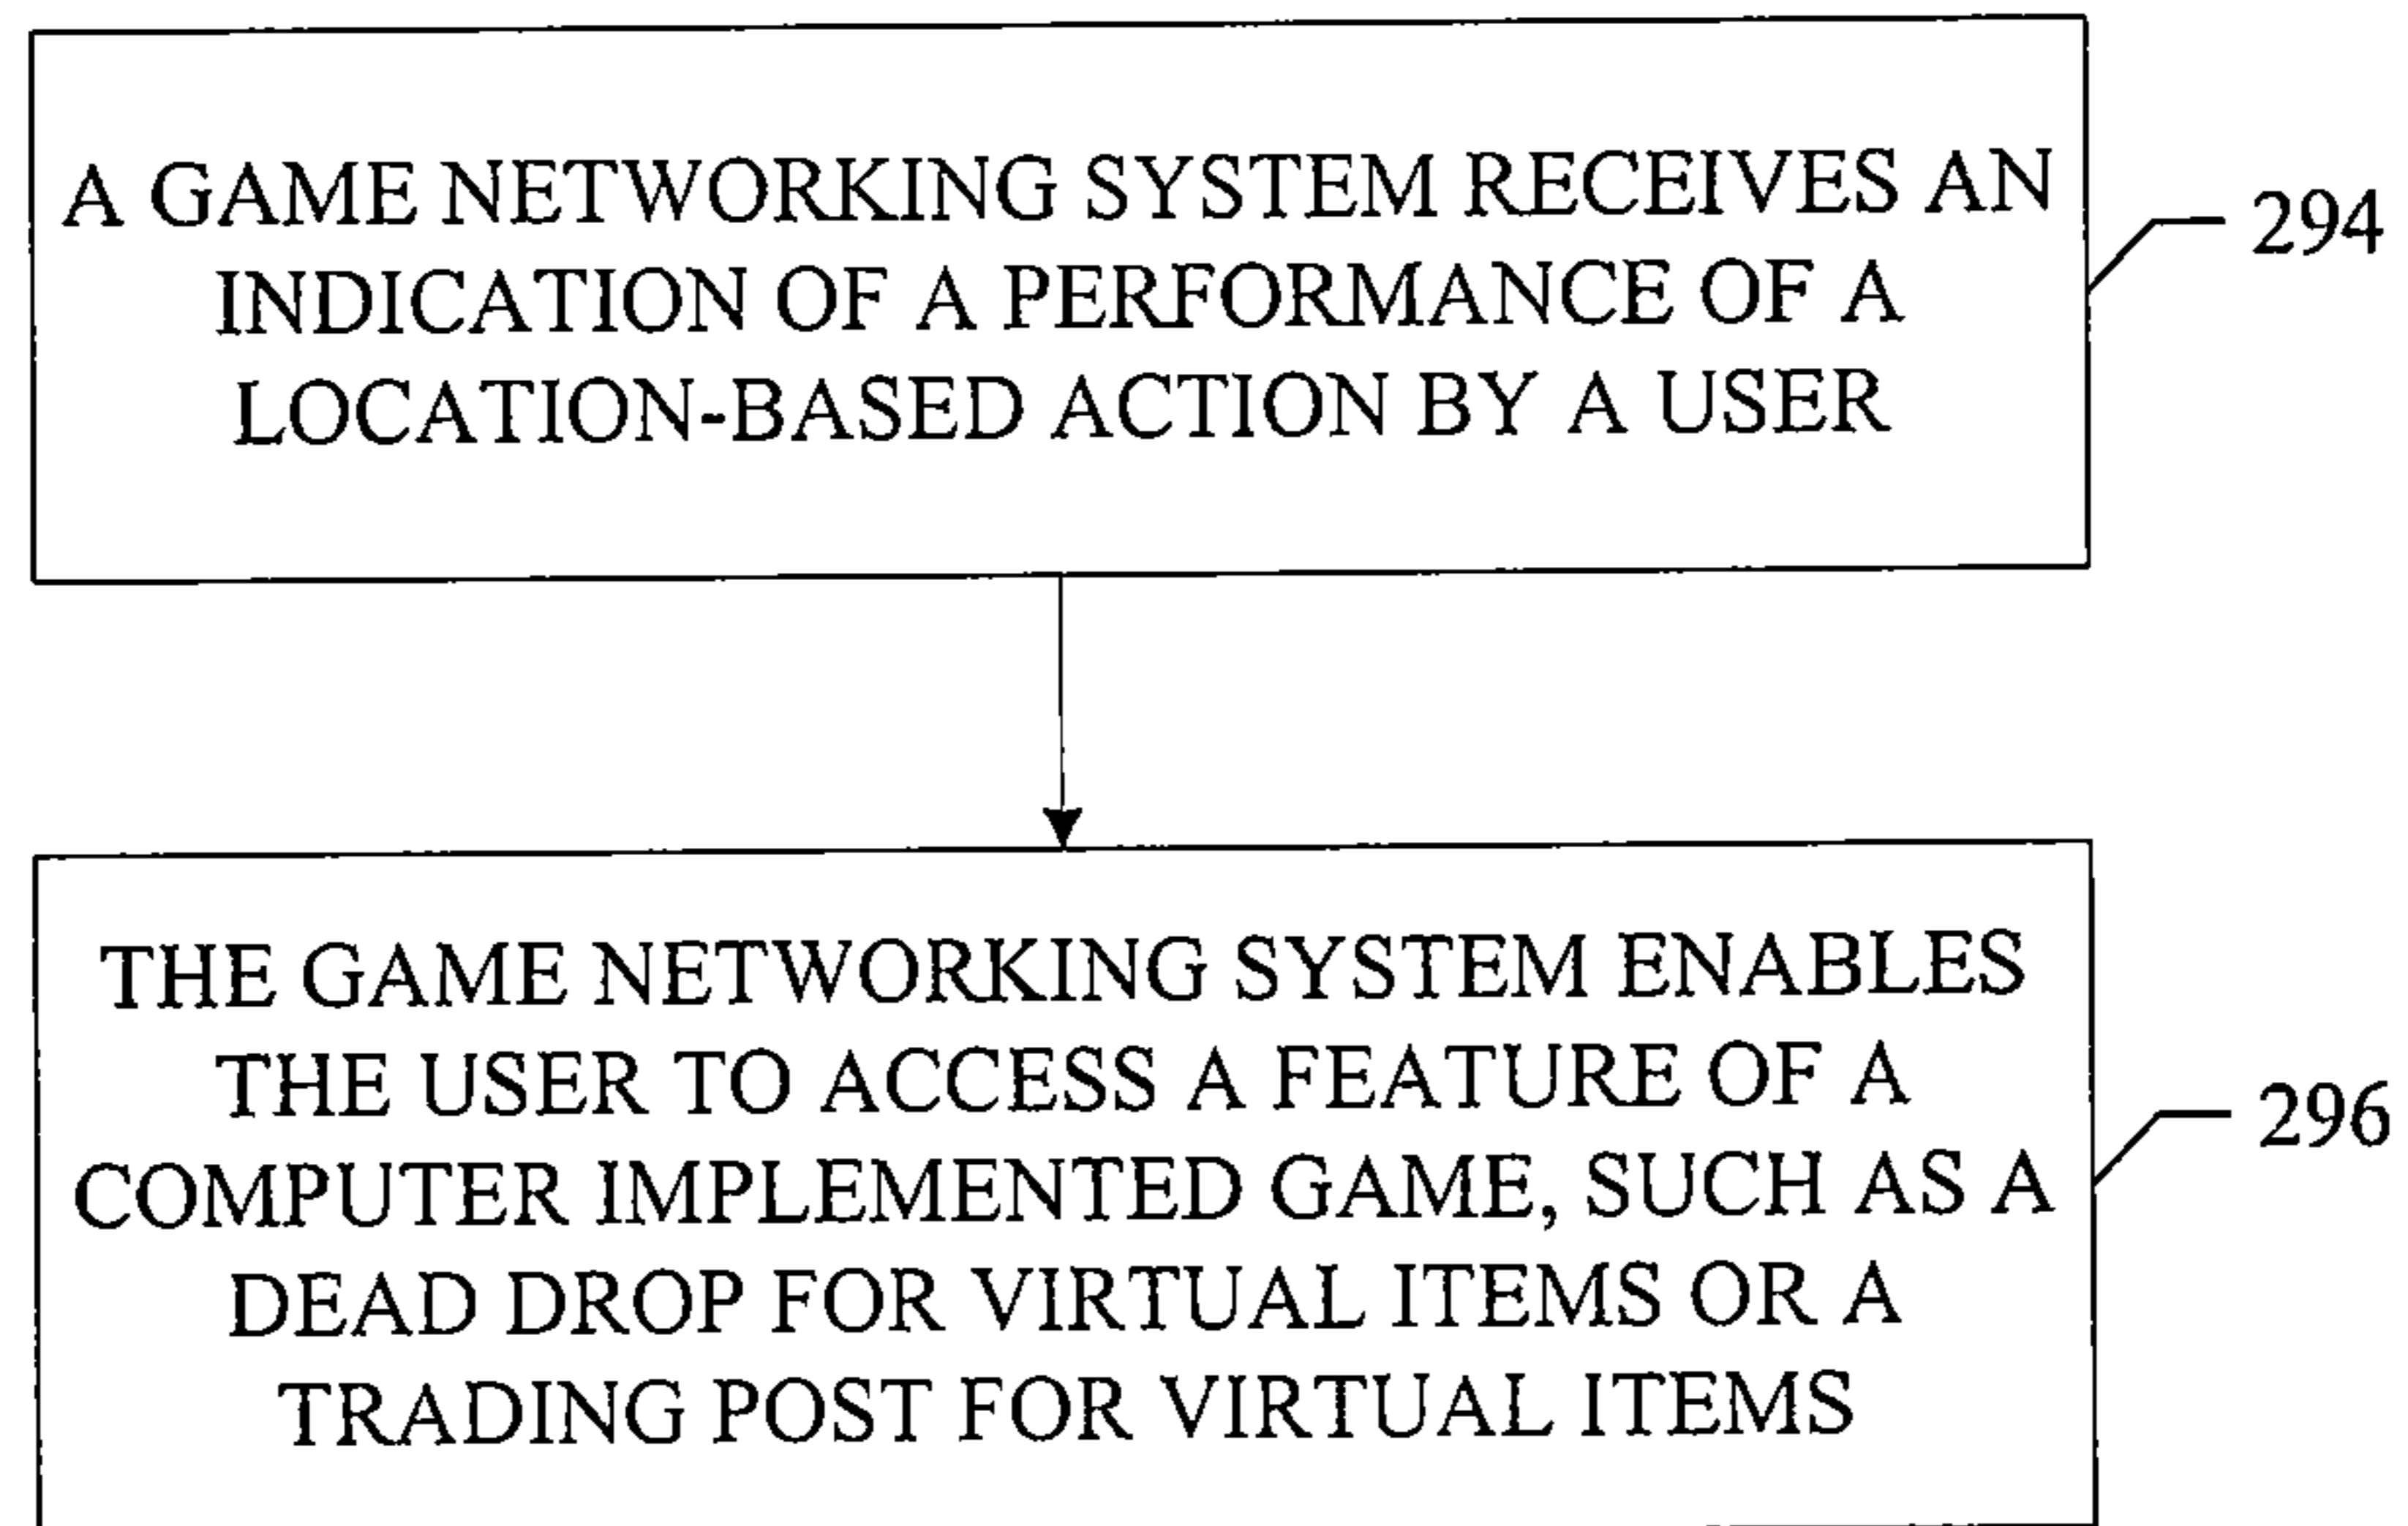 A GAME NETWORKING SYSTEM RECEIVES AN
INDICATION OF A PERFORMANCE OF A
LOCATION-BASED ACTION BY A USER
294
THE GAME NETWORKING SYSTEM ENABLES
THE USER TO ACCESS A FEATURE OF A
COMPUTER IMPLEMENTED GAME, SUCH AS A
DEAD DROP FOR VIRTUAL ITEMS OR A
TRADING POST FOR VIRTUAL ITEMS
296